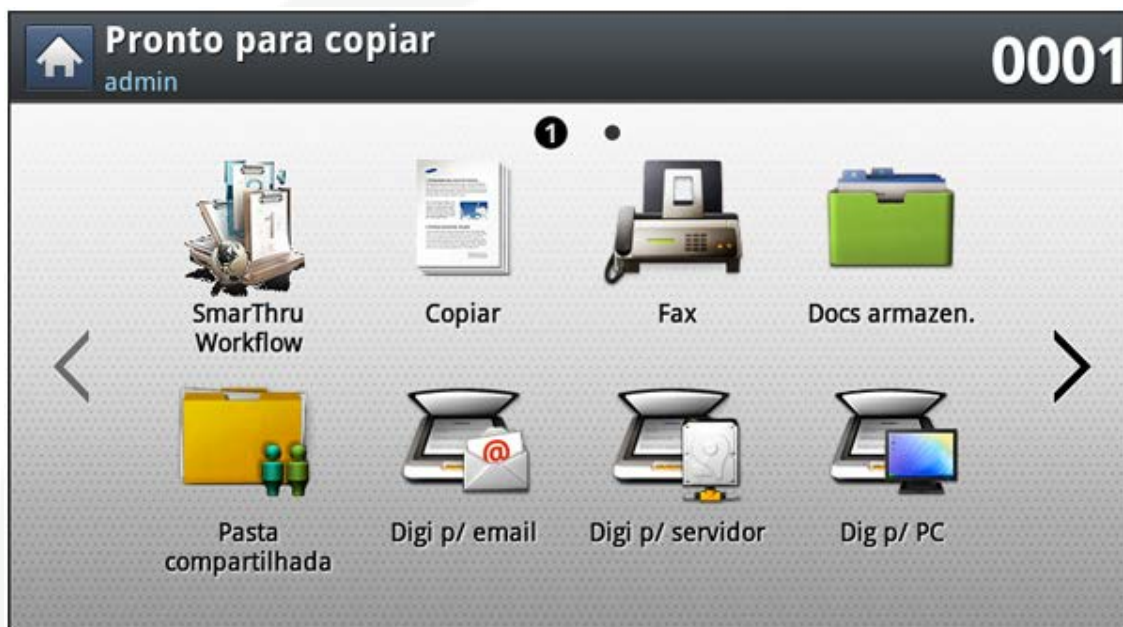 Pronto para copiar
admin
0001
1
SmarThru
Workflow
Copiar
Fax
Docs armazen.
Pasta
compartilhada
Digi p/ email
Digi p/ servidor
Dig p/ PC